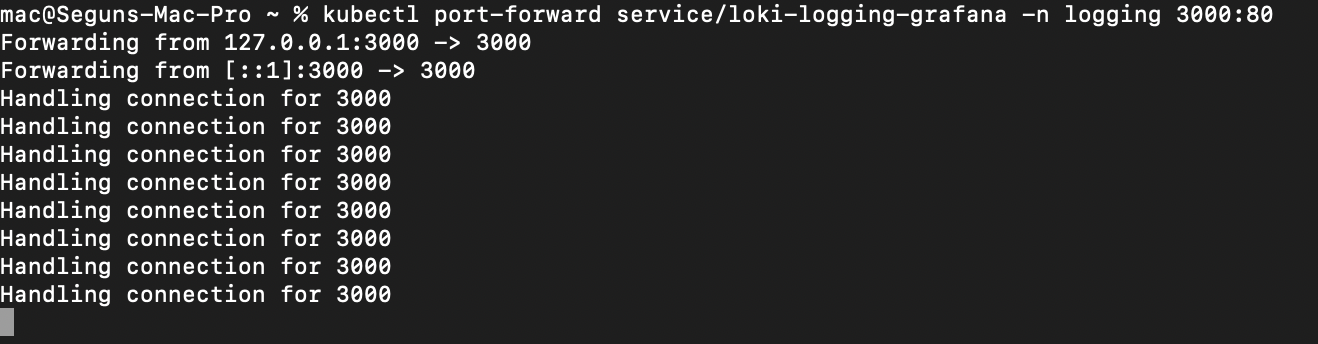 mac@Seguns-Mac-Pro ~ % kubectl port-forward service/loki-logging-grafana -n logging 3000:80
Forwarding from 127.0.0.1:3000 -> 3000
Forwarding from [::1]:3000 -> 3000
Handling connection for 3000
Handling connection for 3000
Handling connection for 3000
Handling connection for 3000
Handling connection for 3000
Handling connection for 3000
Handling connection for 3000
Handling connection for 3000